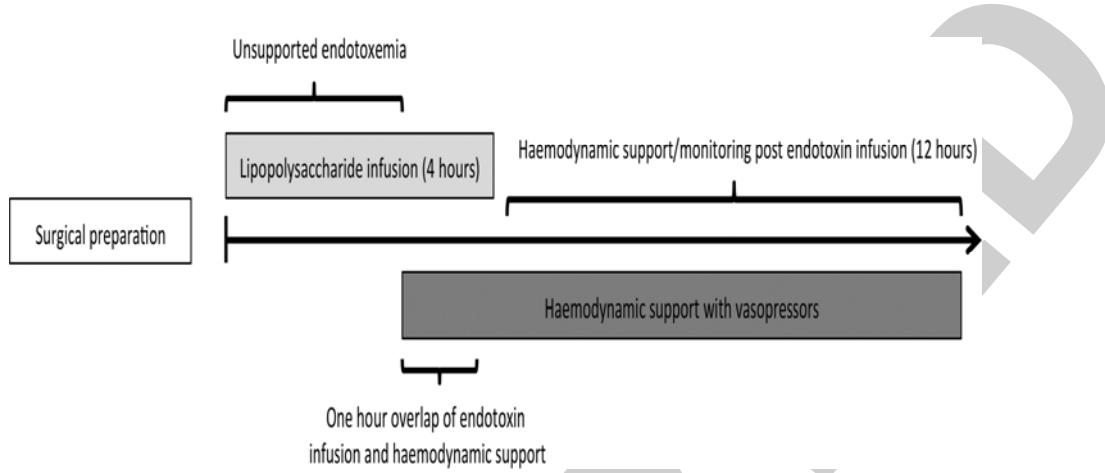 Unsupported endotoxemia
Lipopolysaccharide infusion (4 hours)
Haemodynamic support/monitoring post endotoxin infusion (12 hours)
Surgical preparation
Haemodynamic support with vasopressors
One hour overlap of endotoxin
infusion and haemodynamic support